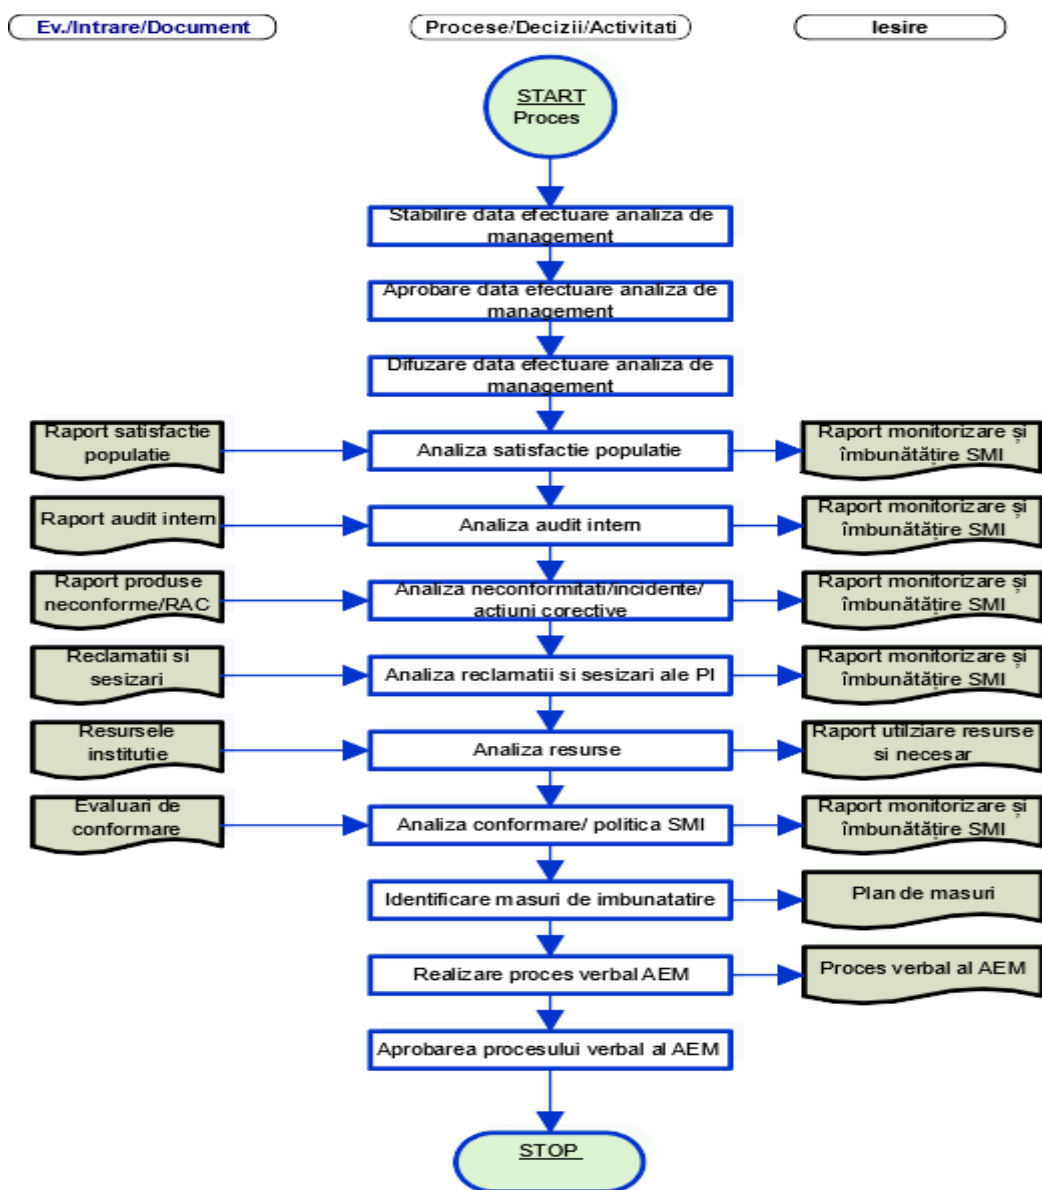 Ev./Intrare/Document
Procese/Decizii/Activitati
Iesire
START
Proces
Stabilire data efectuare analiza de
management
Aprobare data efectuare analiza de
management
Difuzare data efectuare analiza de
management
Raport satisfactie
populatie
Analiza satisfactie populatie
Raport monitorizare și
îmbunătățire SMI
Raport audit intern
Analiza audit intern
Raport monitorizare și
îmbunătățire SMI
Raport produse
neconforme/RAC
Analiza neconformitati/incidente/
actiuni corective
Raport monitorizare și
îmbunătățire SMI
Reclamatii si
sesizari
Analiza reclamatii si sesizari ale PI
Raport monitorizare și
îmbunătățire SMI
Resursele
institutie
Analiza resurse
Raport utilziare resurse
si necesar
Evaluari de
conformare
Analiza conformare/ politica SMI
Raport monitorizare și
îmbunătățire SMI
Identificare masuri de imbunatatire
Plan de masuri
Realizare proces verbal AEM
Proces verbal al AEM
Aprobarea procesului verbal al AEM
STOP